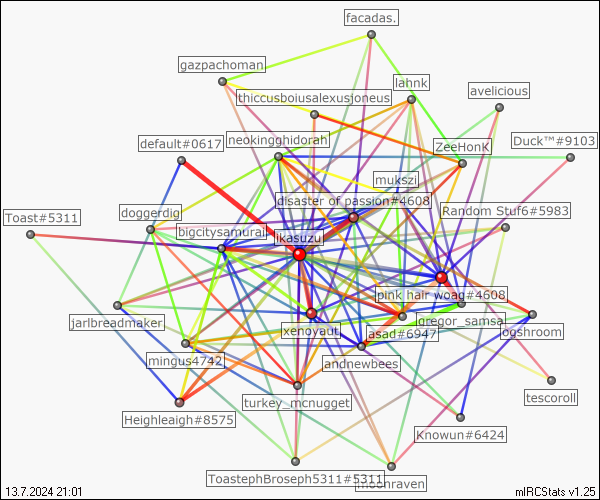 facadas.
gazpachoman
lahnk
avelicious
thiccusboiusalexusjoneus
default#0617
neokingghidorah
ZeeHonK
Duck™#9103
mukszi
disaster of passion#4608
Toast#5311
doggerdig
Random Stuf6#5983
bigcitysamurai
ikasuzu
pink hair woag#4608
jarlbreadmaker
xenoyaut
gregor_samsa
asad#6947
ogshroom
mingus4742
andnewbees
turkey_mcnugget
tescoroll
Heighleaigh#8575
Knowun#6424
ToastephBroseph5311#5311
moonraven
13.7.2024 21:01
mIRCStats v1.25